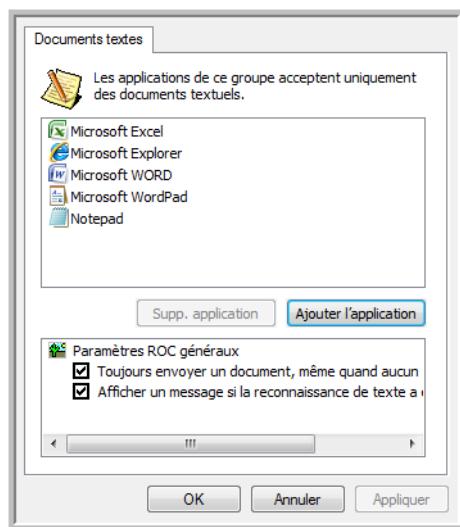 Documents textes
Les applications de ce groupe acceptent uniquement
des documents textuels.
Microsoft Excel
Microsoft Explorer
Microsoft WORD
Microsoft WordPad
Notepad
Supp. application
Ajouter l'application
Paramètres ROC généraux
Toujours envoyer un document, même quand aucun
Afficher un message si la reconnaissance de texte a
OK
Annuler
Appliquer